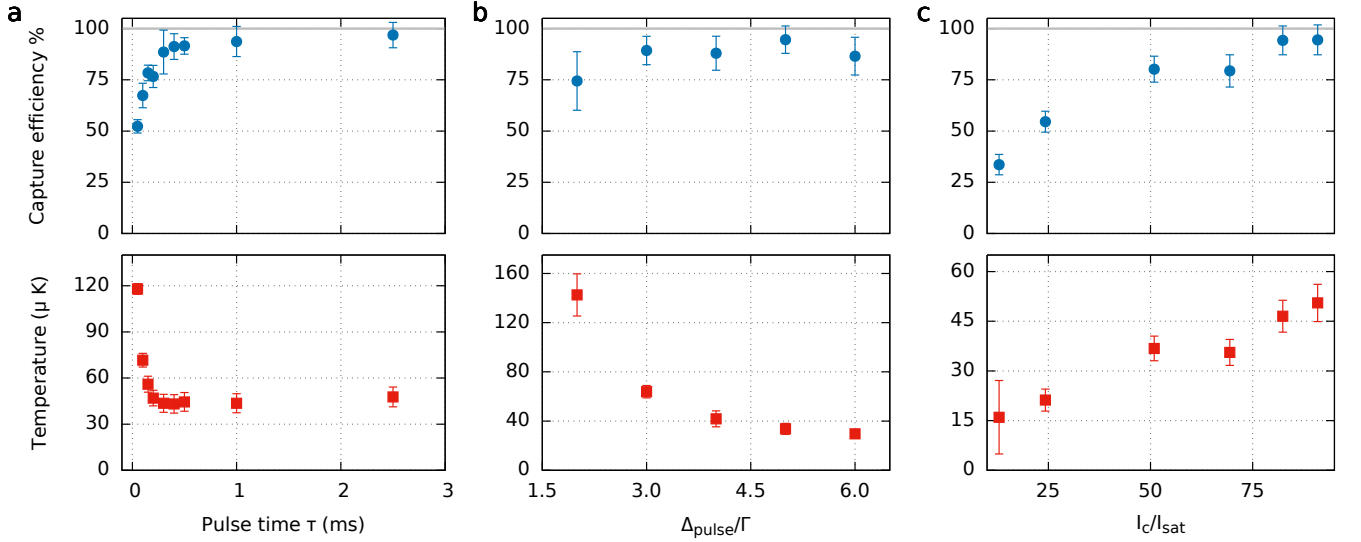 a
b
c
Capture efficiency %
100
75
50
25
0
100
75
50
25
0
100
75
50
25
0
Temperature (μ K)
120
90
60
30
0
160
120
80
40
0
60
45
30
15
0
0 1 2 3
1.5 3.0 4.5 6.0
25 50 75
Pulse time τ (ms)
Δpulse/Γ
Ic/Isat